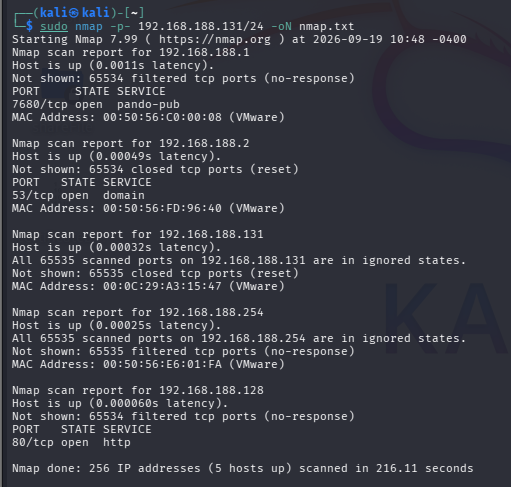 ┌──(kali㉿kali)-[~]
└─$ sudo nmap -p- 192.168.188.131/24 -oN nmap.txt
Starting Nmap 7.99 ( https://nmap.org ) at 2026-09-19 10:48 -0400
Nmap scan report for 192.168.188.1
Host is up (0.0011s latency).
Not shown: 65534 filtered tcp ports (no-response)
PORT     STATE SERVICE
7680/tcp open  pando-pub
MAC Address: 00:50:56:C0:00:08 (VMware)

Nmap scan report for 192.168.188.2
Host is up (0.00049s latency).
Not shown: 65534 closed tcp ports (reset)
PORT   STATE SERVICE
53/tcp open  domain
MAC Address: 00:50:56:FD:96:40 (VMware)

Nmap scan report for 192.168.188.131
Host is up (0.00032s latency).
All 65535 scanned ports on 192.168.188.131 are in ignored states.
Not shown: 65535 closed tcp ports (reset)
MAC Address: 00:0C:29:A3:15:47 (VMware)

Nmap scan report for 192.168.188.254
Host is up (0.00025s latency).
All 65535 scanned ports on 192.168.188.254 are in ignored states.
Not shown: 65535 filtered tcp ports (no-response)
MAC Address: 00:50:56:E6:01:FA (VMware)

Nmap scan report for 192.168.188.128
Host is up (0.000060s latency).
Not shown: 65534 filtered tcp ports (no-response)
PORT   STATE SERVICE
80/tcp open  http

Nmap done: 256 IP addresses (5 hosts up) scanned in 216.11 seconds
KA